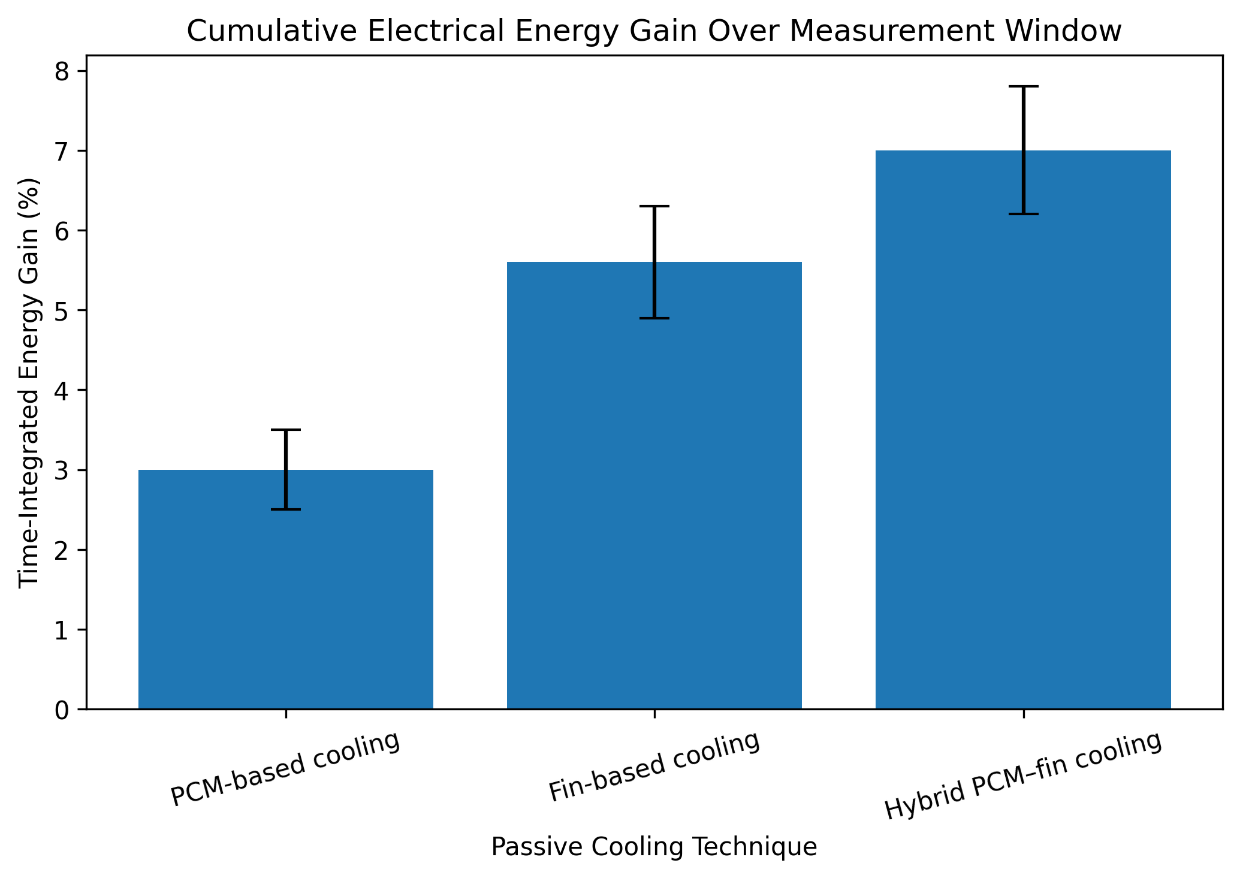 Cumulative Electrical Energy Gain Over Measurement Window
Time-Integrated Energy Gain (%)
8
7
6
5
4
3
2
1
0
PCM-based cooling
Fin-based cooling
Hybrid PCM–fin cooling
Passive Cooling Technique